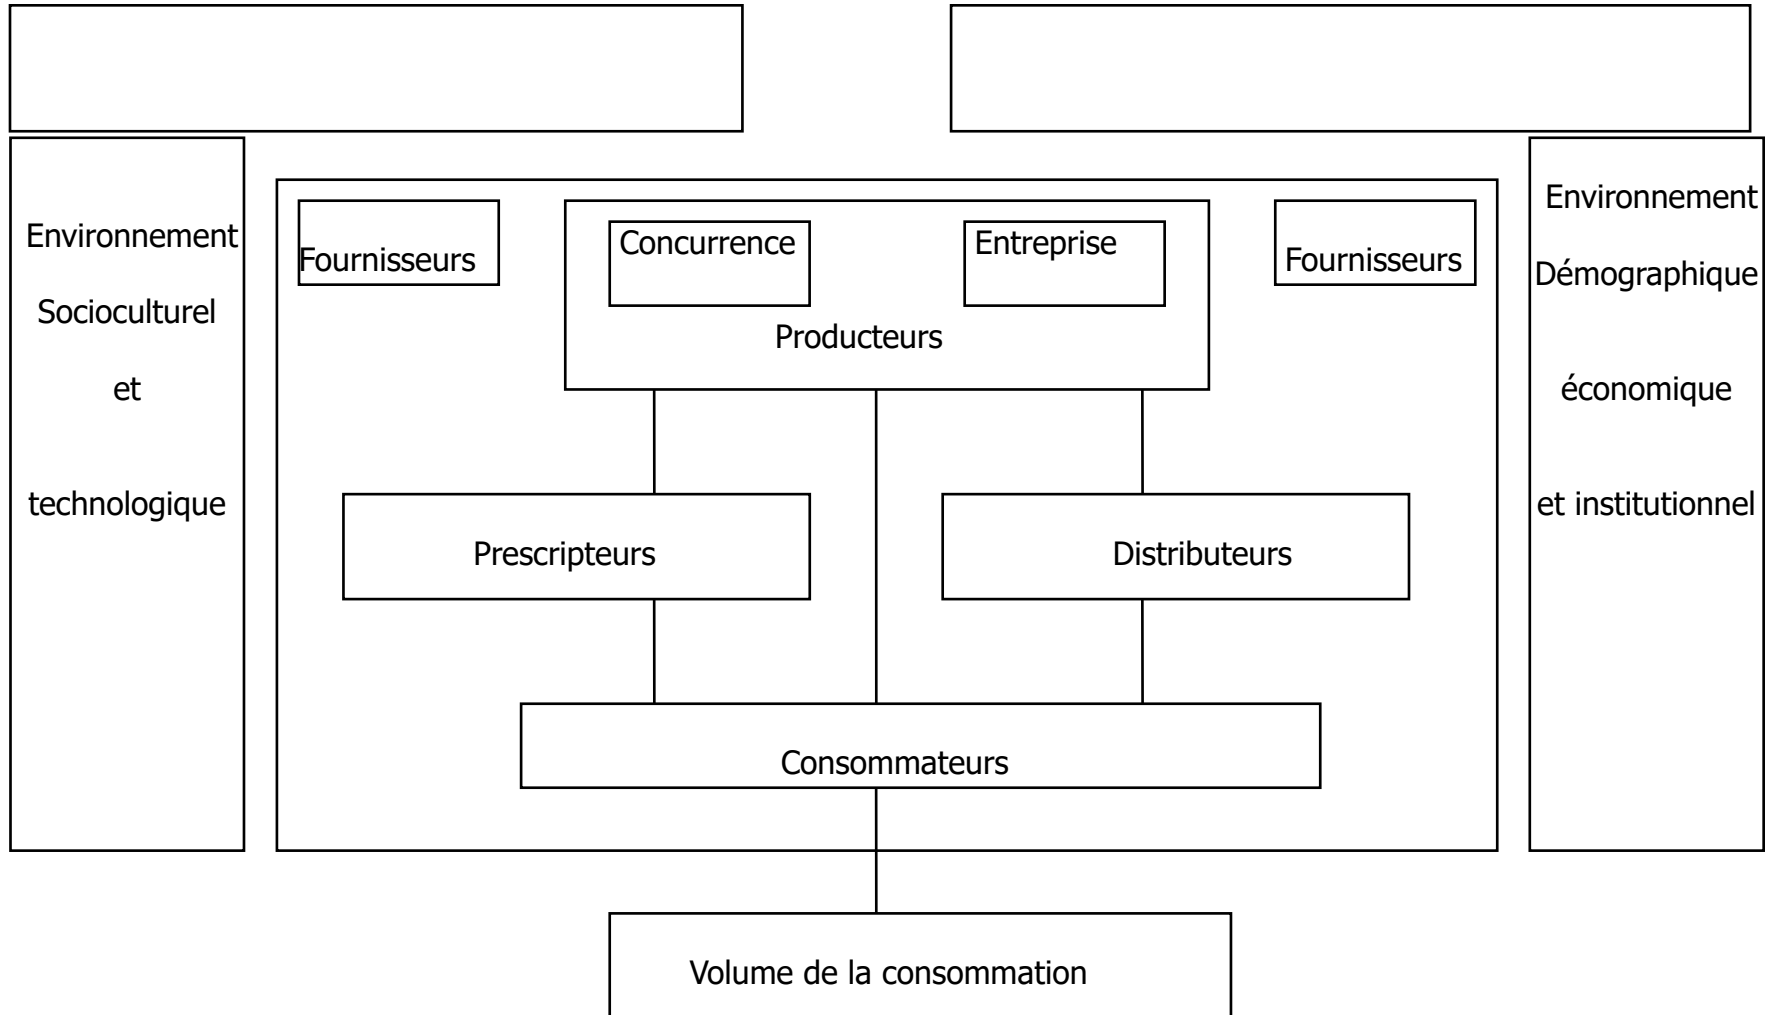 Environnement
Socioculturel
et
technologique
Fournisseurs
Concurrence
Entreprise
Producteurs
Fournisseurs
Prescripteurs
Distributeurs
Consommateurs
Volume de la consommation
Environnement
Démographique
économique
et institutionnel